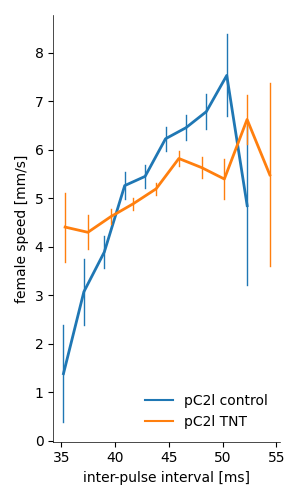 8
7
6
5
4
3
2
1
0
female speed [mm/s]
pC2l control
pC2l TNT
35 40 45 50 55
inter-pulse interval [ms]